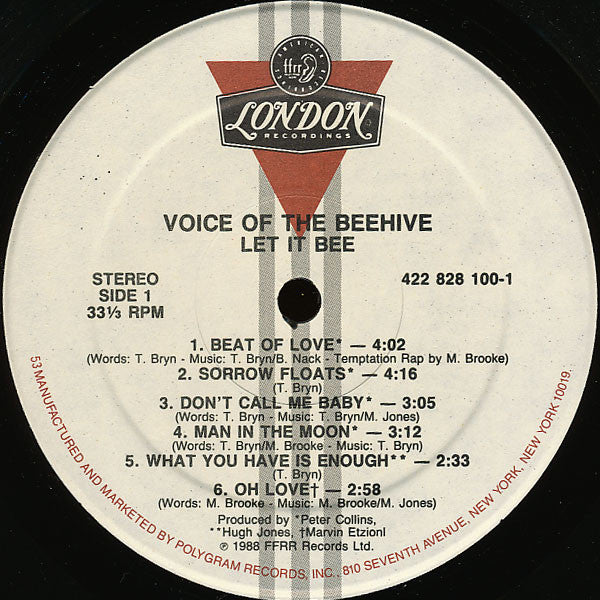 ffrr
LONDON
RECORDINGS
VOICE OF THE BEEHIVE
LET IT BEE
STEREO
SIDE 1
33⅓ RPM
422 828 100-1
1. BEAT OF LOVE* — 4:02
(Words: T. Bryn - Music: T. Bryn/B. Nack - Temptation Rap by M. Brooke)
2. SORROW FLOATS* — 4:16
(T. Bryn)
3. DON'T CALL ME BABY* — 3:05
(Words: T. Bryn - Music: T. Bryn/M. Jones)
4. MAN IN THE MOON* — 3:12
(Words: T. Bryn/M. Brooke - Music: T. Bryn)
5. WHAT YOU HAVE IS ENOUGH** — 2:33
(T. Bryn)
6. OH LOVE† — 2:58
(Words: M. Brooke - Music: M. Brooke/M. Jones)
Produced by *Peter Collins,
**Hugh Jones, †Marvin Etzioni
℗ 1988 FFRR Records Ltd.
53 MANUFACTURED AND MARKETED BY POLYGRAM RECORDS, INC., 810 SEVENTH AVENUE, NEW YORK, NEW YORK 10019.